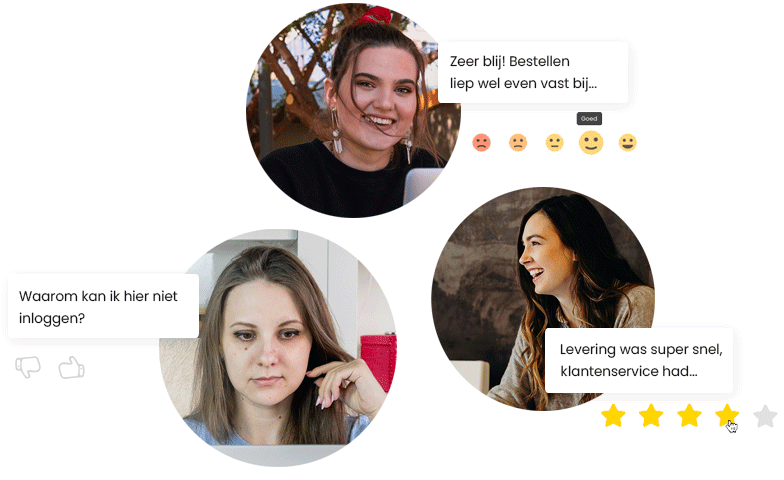 Zeer blij! Bestellen
liep wel even vast bij...
Goed
Waarom kan ik hier niet
inloggen?
Levering was super snel,
klantenservice had...